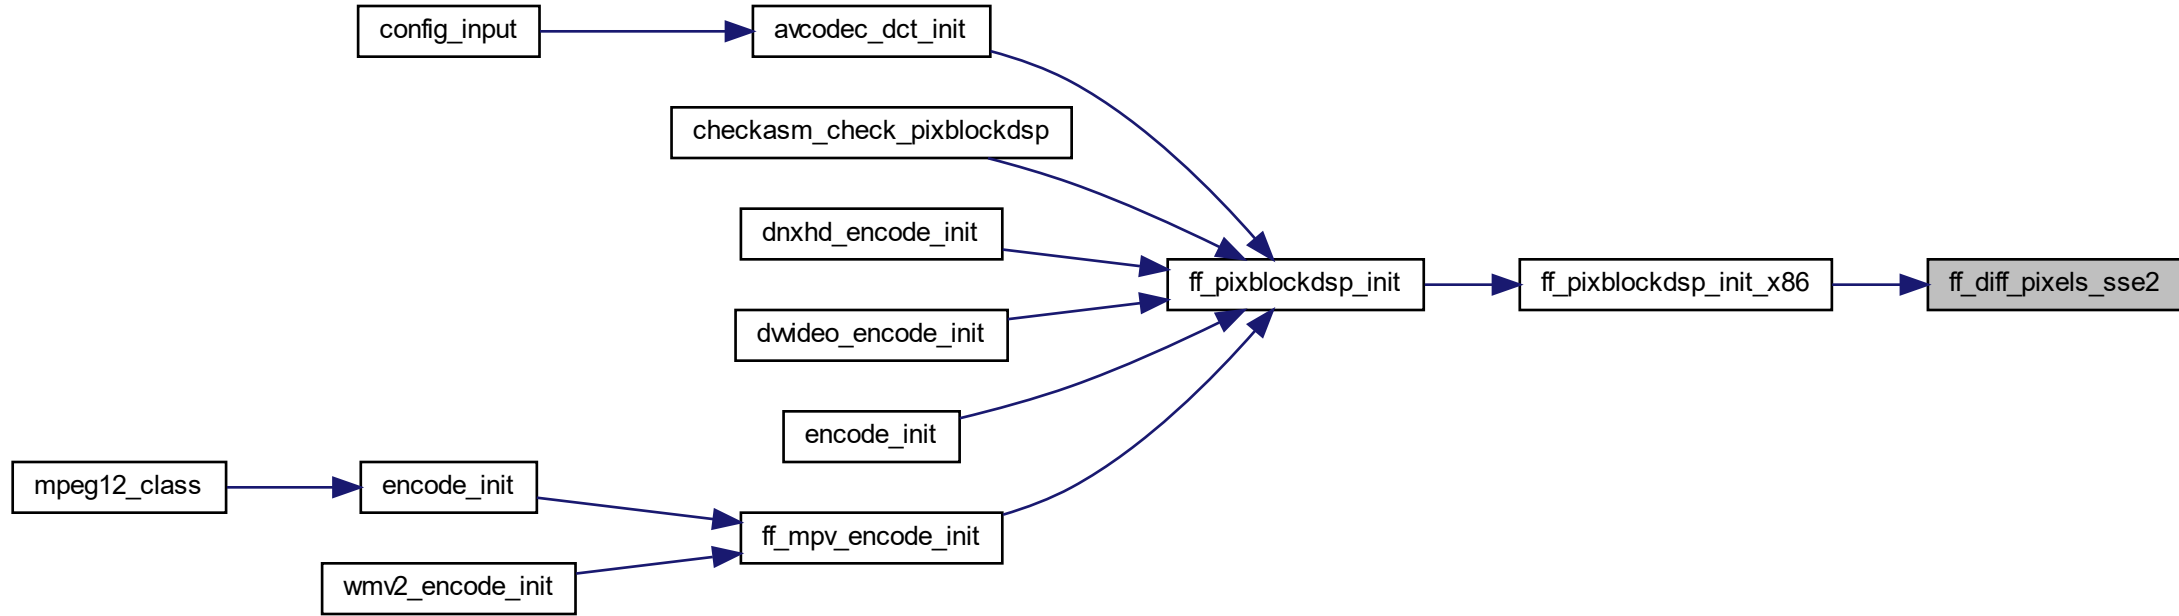 config_input
avcodec_dct_init
checkasm_check_pixblockdsp
dnxhd_encode_init
ff_pixblockdsp_init
ff_pixblockdsp_init_x86
ff_diff_pixels_sse2
dvvideo_encode_init
encode_init
mpeg12_class
encode_init
ff_mpv_encode_init
wmv2_encode_init